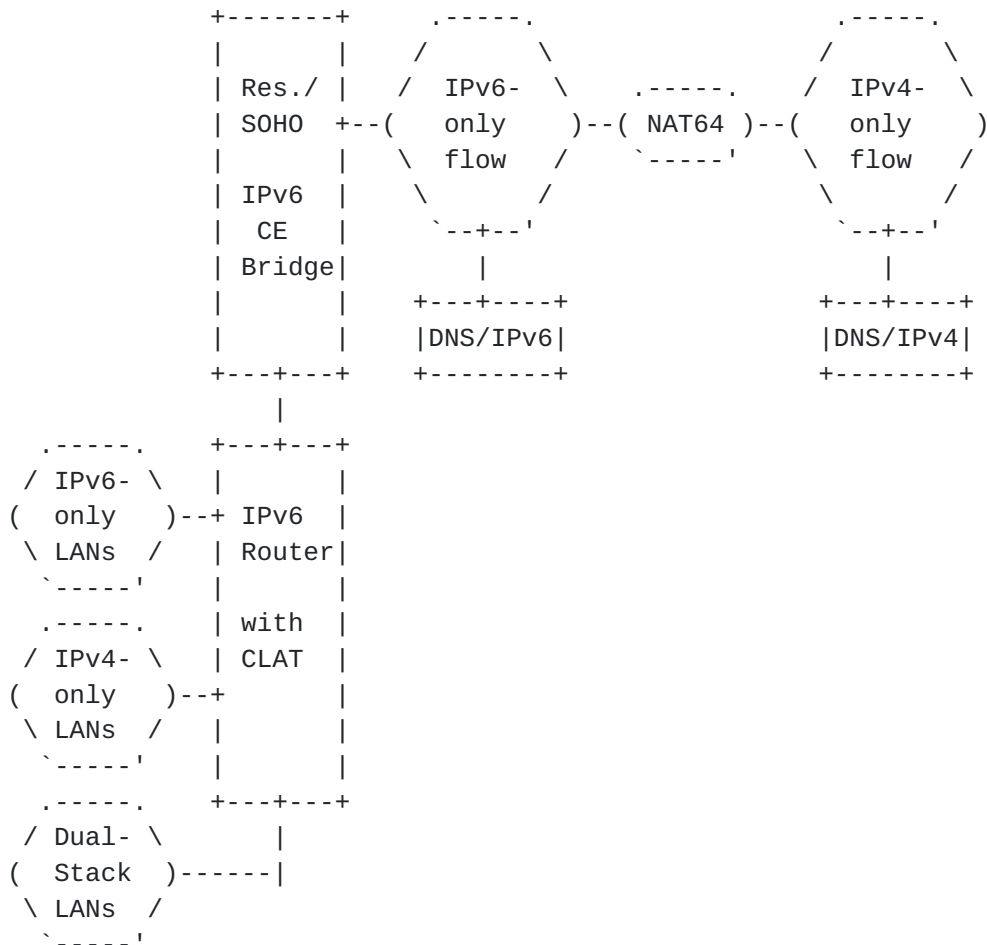 Res./
SOHO
IPv6
CE
Bridge
IPv6-
only
flow
NAT64
IPv4-
only
flow
DNS/IPv6
DNS/IPv4
IPv6-
only
LANs
IPv6
Router
with
CLAT
IPv4-
only
LANs
Dual-
Stack
LANs